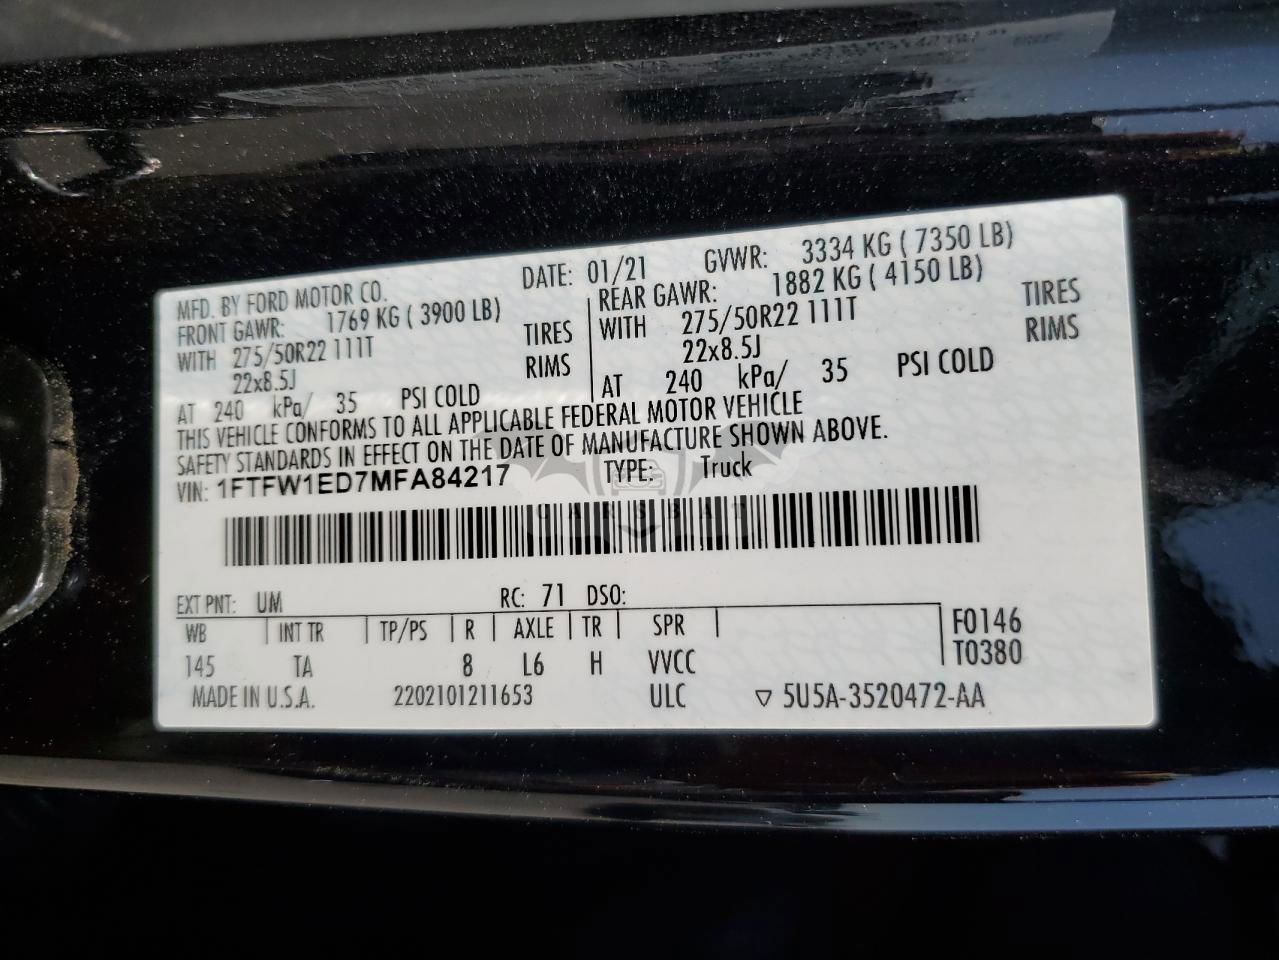 MFD. BY FORD MOTOR CO. DATE: 01/21 GVWR: 3334 KG ( 7350 LB)
FRONT GAWR: 1769 KG ( 3900 LB) REAR GAWR: 1882 KG ( 4150 LB)
WITH 275/50R22 111T TIRES WITH 275/50R22 111T TIRES
22x8.5J RIMS 22x8.5J RIMS
AT 240 kPa/ 35 PSI COLD AT 240 kPa/ 35 PSI COLD
THIS VEHICLE CONFORMS TO ALL APPLICABLE FEDERAL MOTOR VEHICLE
SAFETY STANDARDS IN EFFECT ON THE DATE OF MANUFACTURE SHOWN ABOVE.
VIN: 1FTFW1ED7MFA84217 TYPE: Truck
CARSBAT
EXT PNT: UM RC: 71 DSO:
WB INT TR TP/PS R AXLE TR SPR F0146
145 TA 8 L6 H VVCC T0380
MADE IN U.S.A. 2202101211653 ULC ▽ 5U5A-3520472-AA